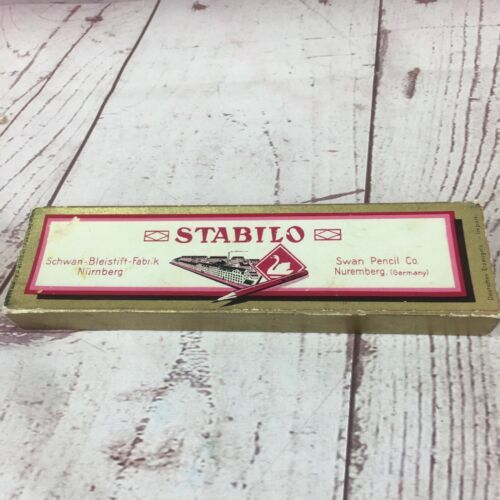 STABILO
Schwan-Bleistift-Fabrik
Nürnberg
Swan Pencil Co.
Nuremberg, (Germany)